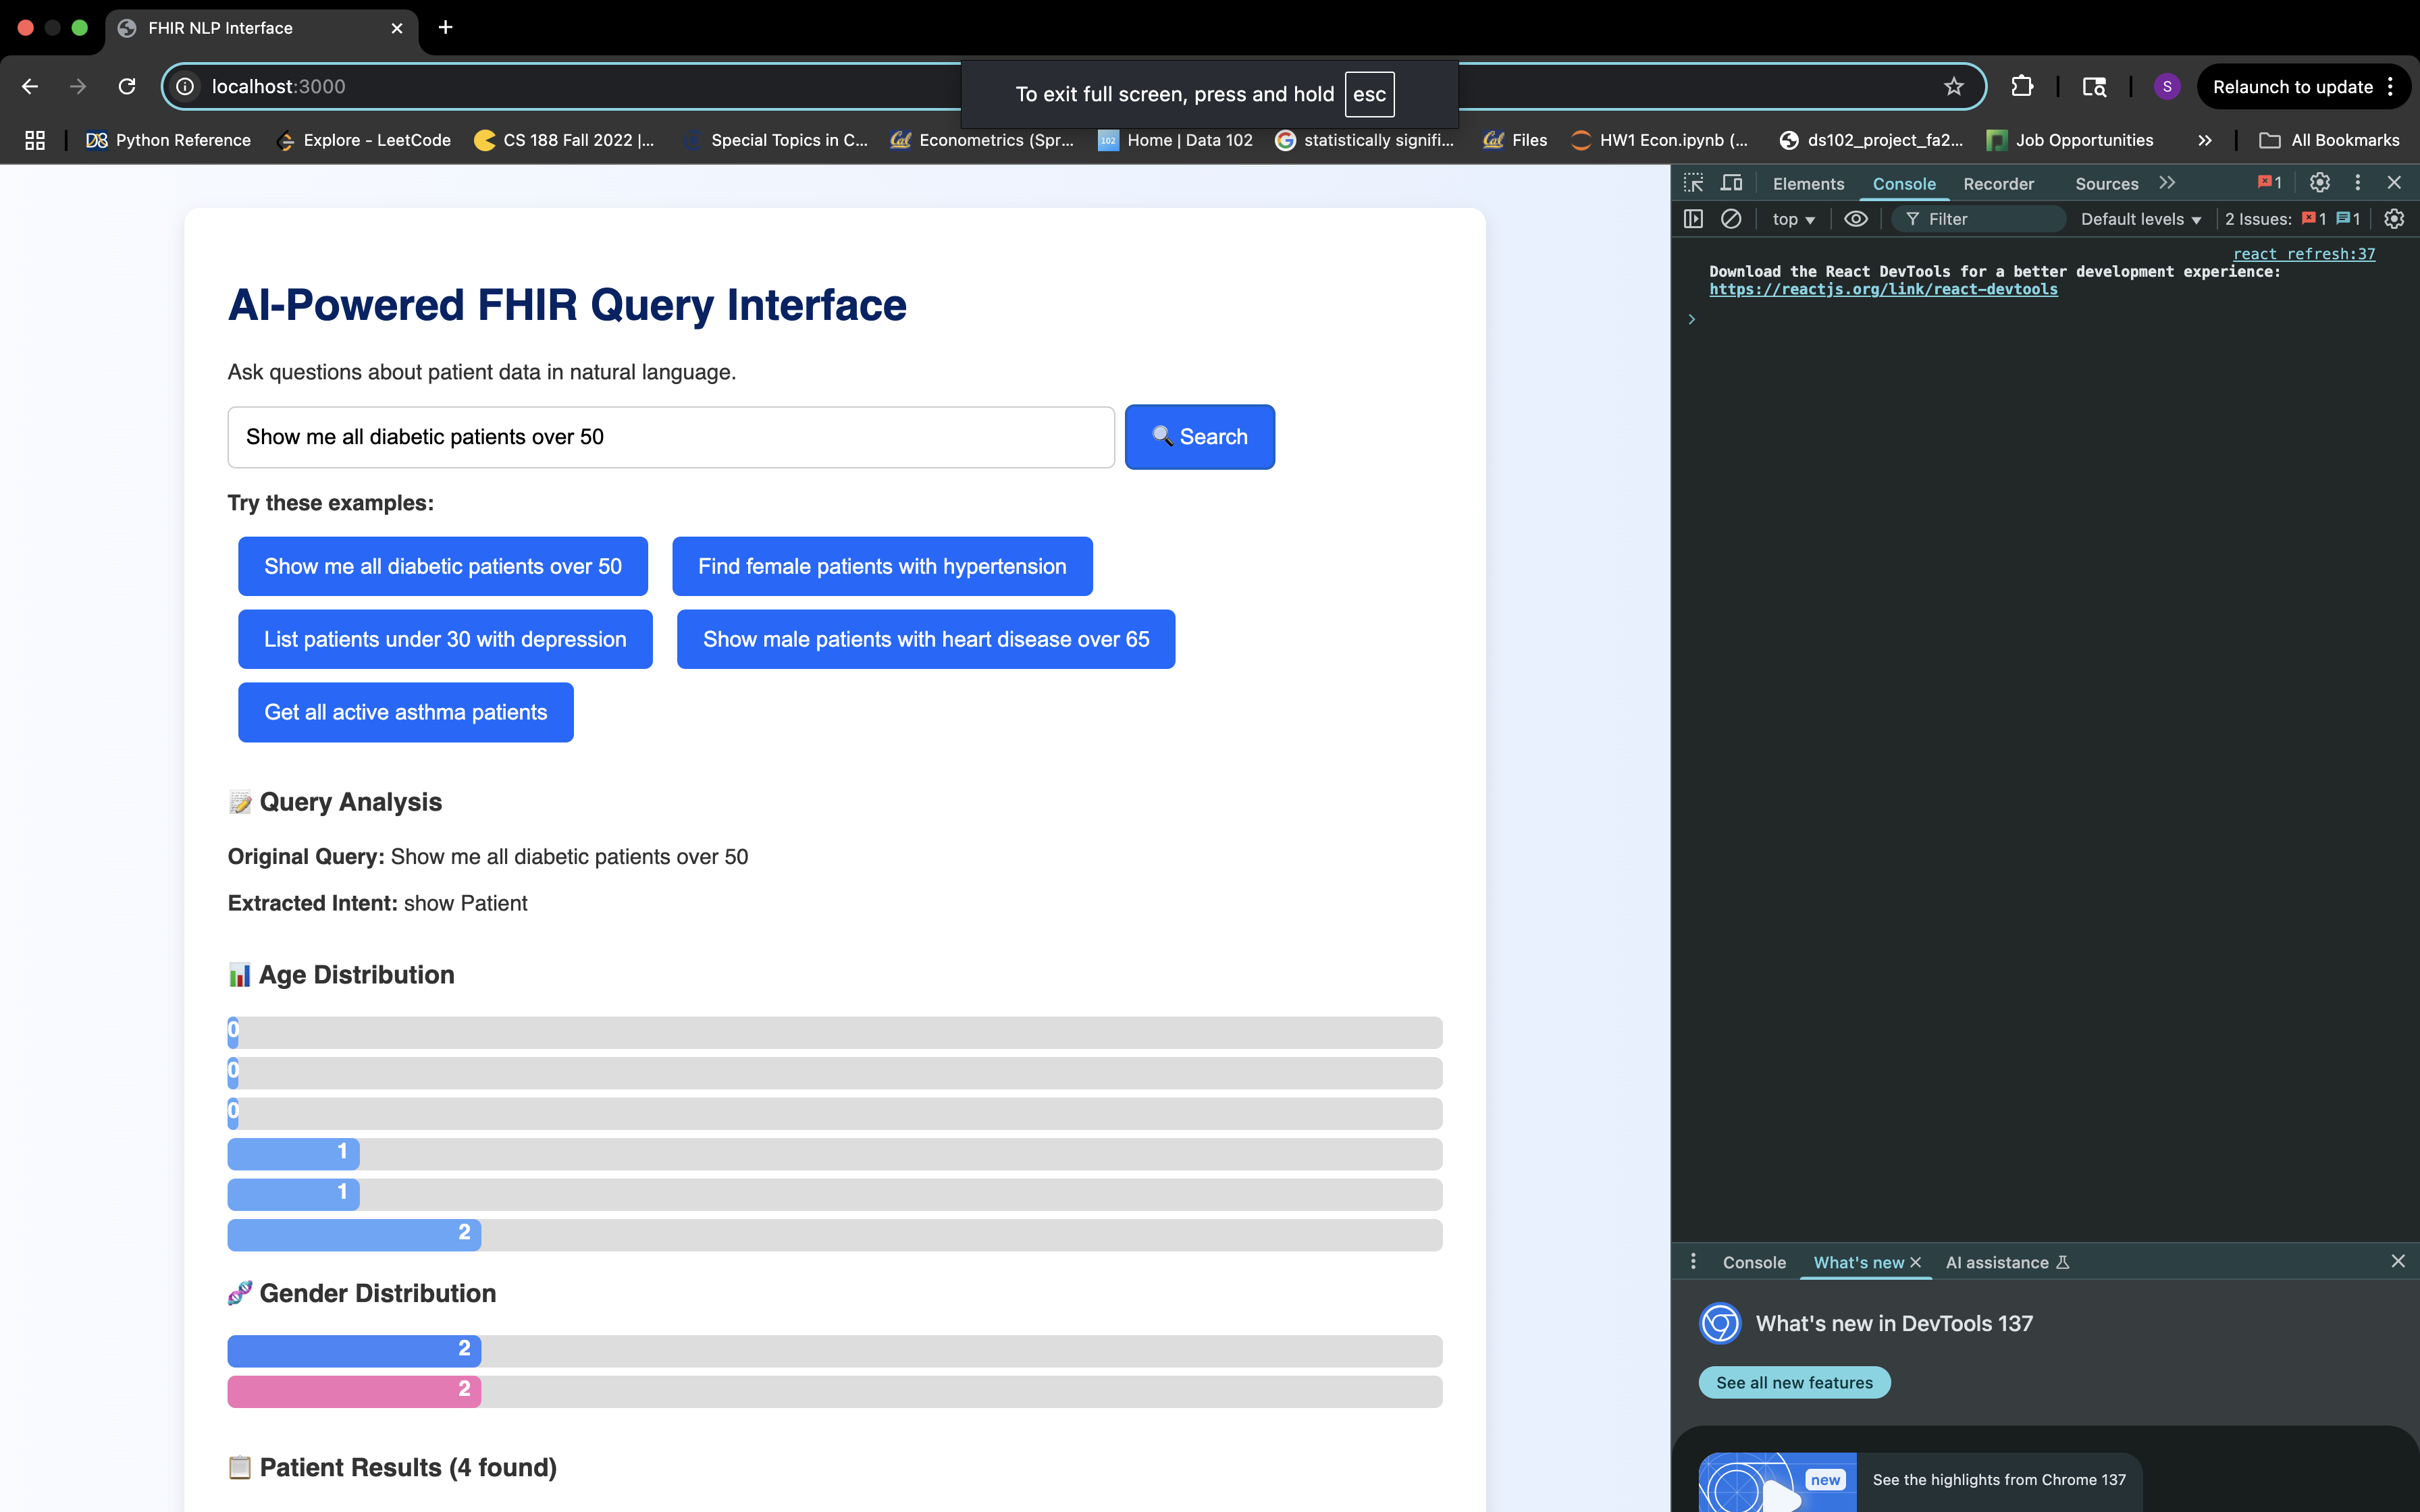 FHIR NLP Interface
localhost:3000
To exit full screen, press and hold esc
S
Relaunch to update
Python Reference
Explore - LeetCode
CS 188 Fall 2022 |...
Special Topics in C...
Cal
Econometrics (Spr...
102
Home | Data 102
statistically signifi...
Cal
Files
HW1 Econ.ipynb (...
ds102_project_fa2...
Job Opportunities
All Bookmarks
AI-Powered FHIR Query Interface
Ask questions about patient data in natural language.
Show me all diabetic patients over 50
Search
Try these examples:
Show me all diabetic patients over 50
Find female patients with hypertension
List patients under 30 with depression
Show male patients with heart disease over 65
Get all active asthma patients
Query Analysis
Original Query: Show me all diabetic patients over 50
Extracted Intent: show Patient
Age Distribution
0
0
0
1
1
2
Gender Distribution
2
2
Patient Results (4 found)
Elements
Console
Recorder
Sources
1
top
Filter
Default levels
2 Issues: 1 1
react refresh:37
Download the React DevTools for a better development experience:
https://reactjs.org/link/react-devtools
Console
What's new
AI assistance
What's new in DevTools 137
See all new features
new
See the highlights from Chrome 137